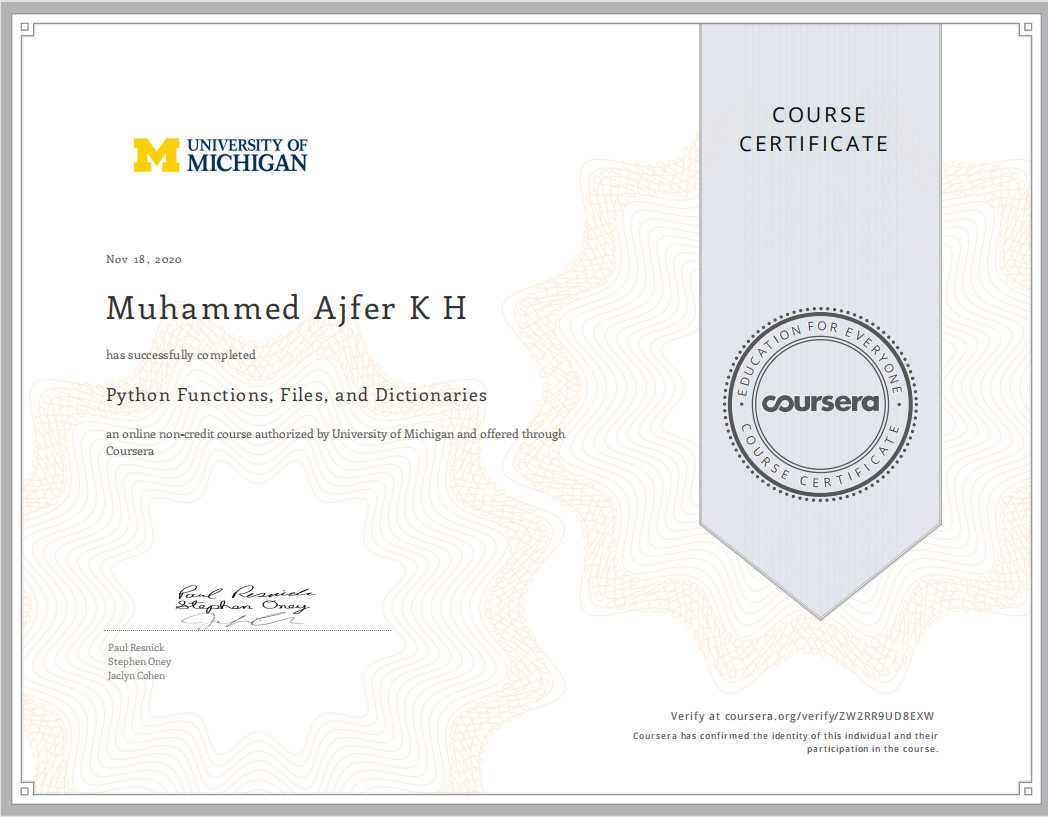 UNIVERSITY OF
MICHIGAN
COURSE
CERTIFICATE
Nov 18, 2020
Muhammed Ajfer K H
has successfully completed
Python Functions, Files, and Dictionaries
an online non-credit course authorized by University of Michigan and offered through
Coursera
EDUCATION FOR EVERYONE
coursera
COURSE CERTIFICATE
Paul Resnick
Stephen Oney
Paul Resnick
Stephen Oney
Jaclyn Cohen
Verify at coursera.org/verify/ZW2RR9UD8EXW
Coursera has confirmed the identity of this individual and their
participation in the course.